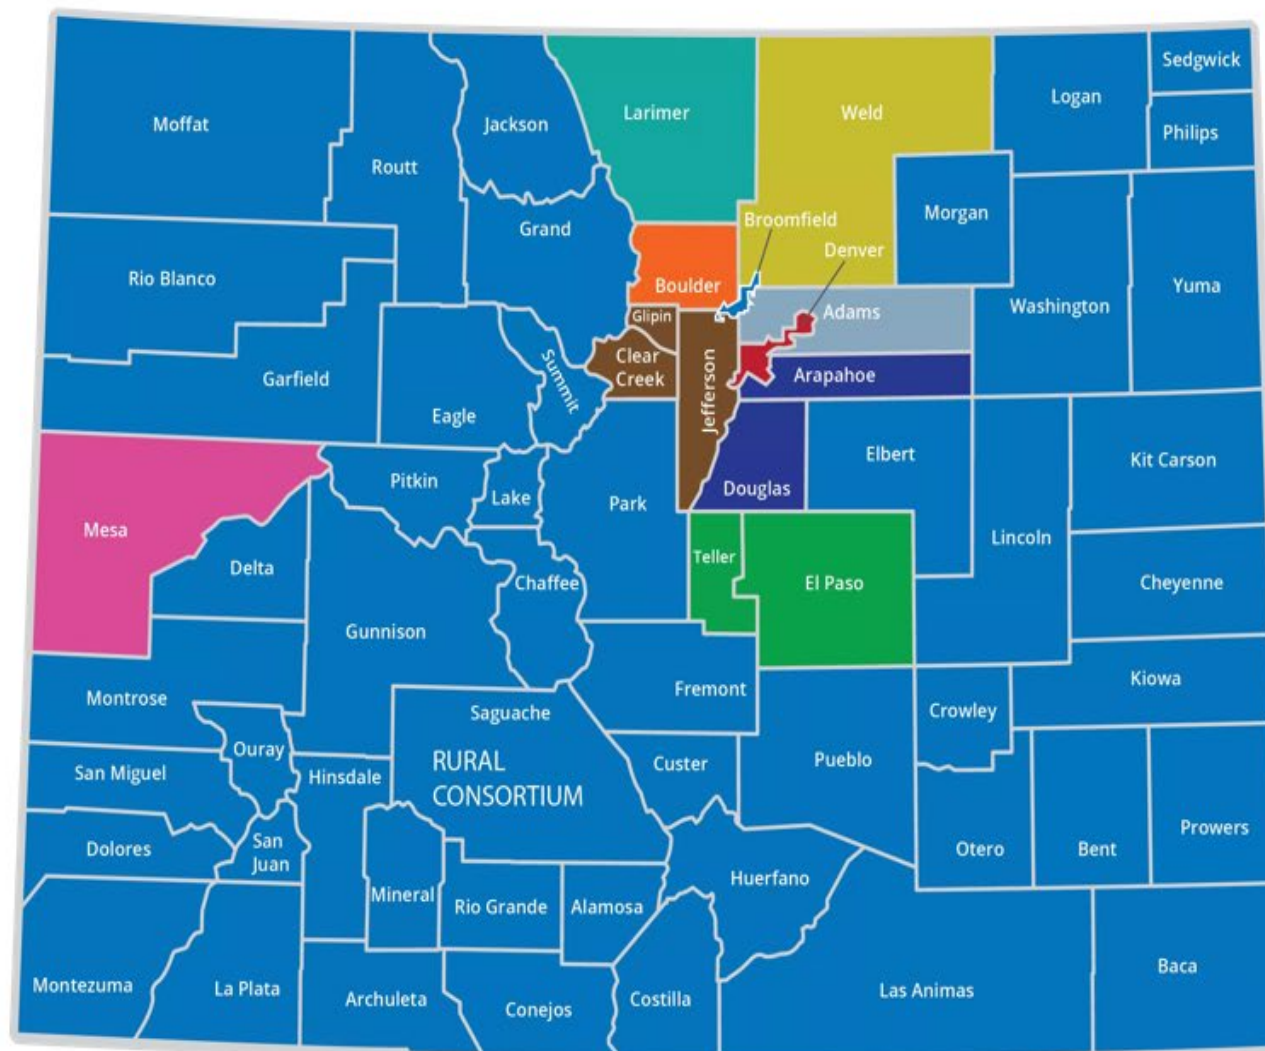 Sedgwick
Logan
Larimer
Weld
Moffat
Jackson
Philips
Routt
Morgan
Broomfield
Grand
Denver
Rio Blanco
Boulder
Yuma
Washington
Glipin
Adams
Clear
Creek
Summit
Jefferson
Arapahoe
Garfield
Eagle
Elbert
Kit Carson
Pitkin
Lake
Park
Douglas
Mesa
Lincoln
Teller
Delta
Chaffee
El Paso
Cheyenne
Gunnison
Kiowa
Fremont
Montrose
Saguache
Crowley
Ouray
RURAL
CONSORTIUM
Custer
Pueblo
San Miguel
Hinsdale
Prowers
Dolores
San
Juan
Otero
Bent
Huerfano
Mineral
Rio Grande
Alamosa
Baca
Montezuma
La Plata
Archuleta
Conejos
Costilla
Las Animas